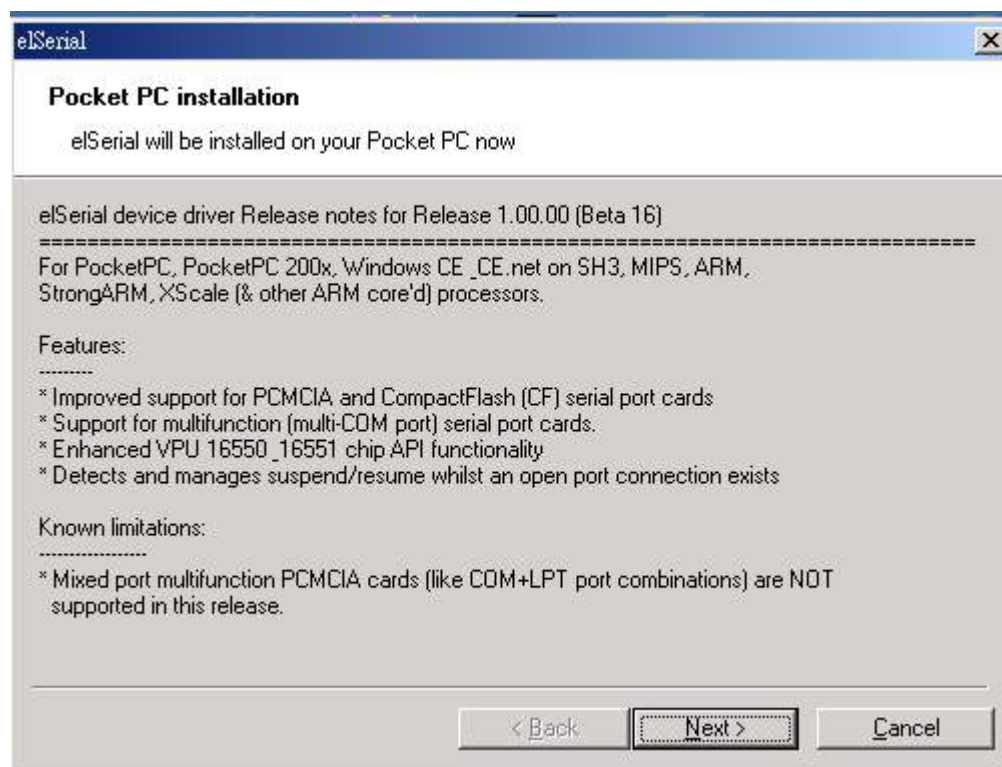 elSerial
Pocket PC installation
elSerial will be installed on your Pocket PC now
elSerial device driver Release notes for Release 1.00.00 (Beta 16)
==============================================================================
For PocketPC, PocketPC 200x, Windows CE _CE.net on SH3, MIPS, ARM,
StrongARM, XScale (& other ARM core'd) processors.
Features:
---------
* Improved support for PCMCIA and CompactFlash (CF) serial port cards
* Support for multifunction (multi-COM port) serial port cards.
* Enhanced VPU 16550_16551 chip API functionality
* Detects and manages suspend/resume whilst an open port connection exists
Known limitations:
------------------
* Mixed port multifunction PCMCIA cards (like COM+LPT port combinations) are NOT
supported in this release.
< Back
Next >
Cancel